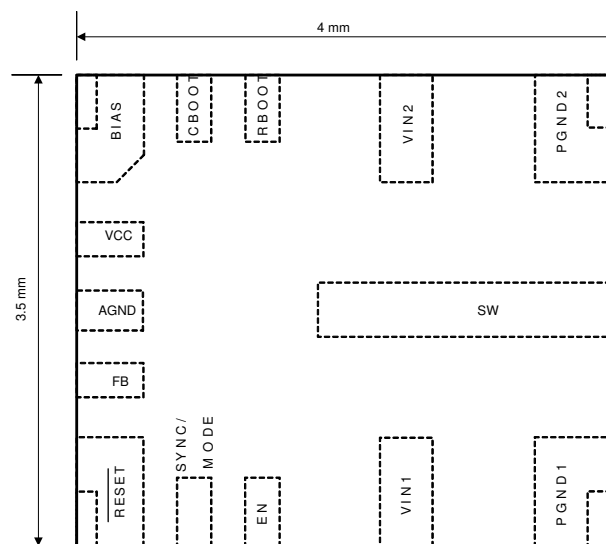 4 mm
3.5 mm
BIAS
CBOOT
RBOOT
VIN2
PGND2
VCC
AGND
SW
FB
RESET
SYNC/
MODE
EN
VIN1
PGND1